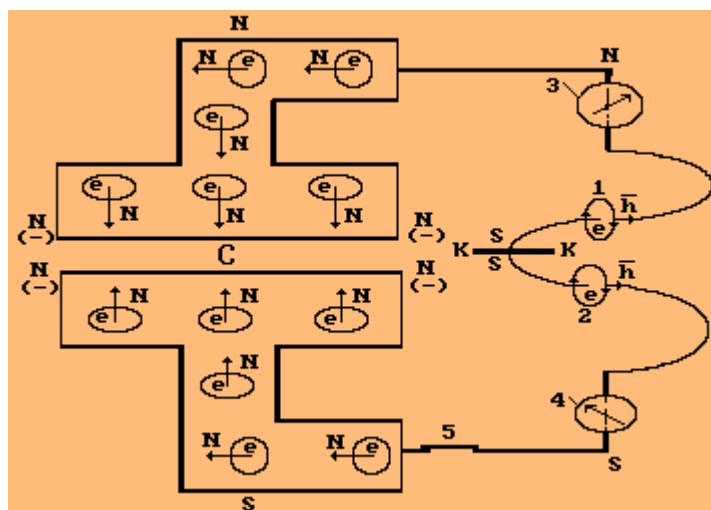 N
N e N e N
3
e
N
1
e e e h̄
N N N N N
(-) (-) S e
C K K
N N S
(-) (-) h̄
N N N e
e e e 2
N
e 4
5
N e N e
S S